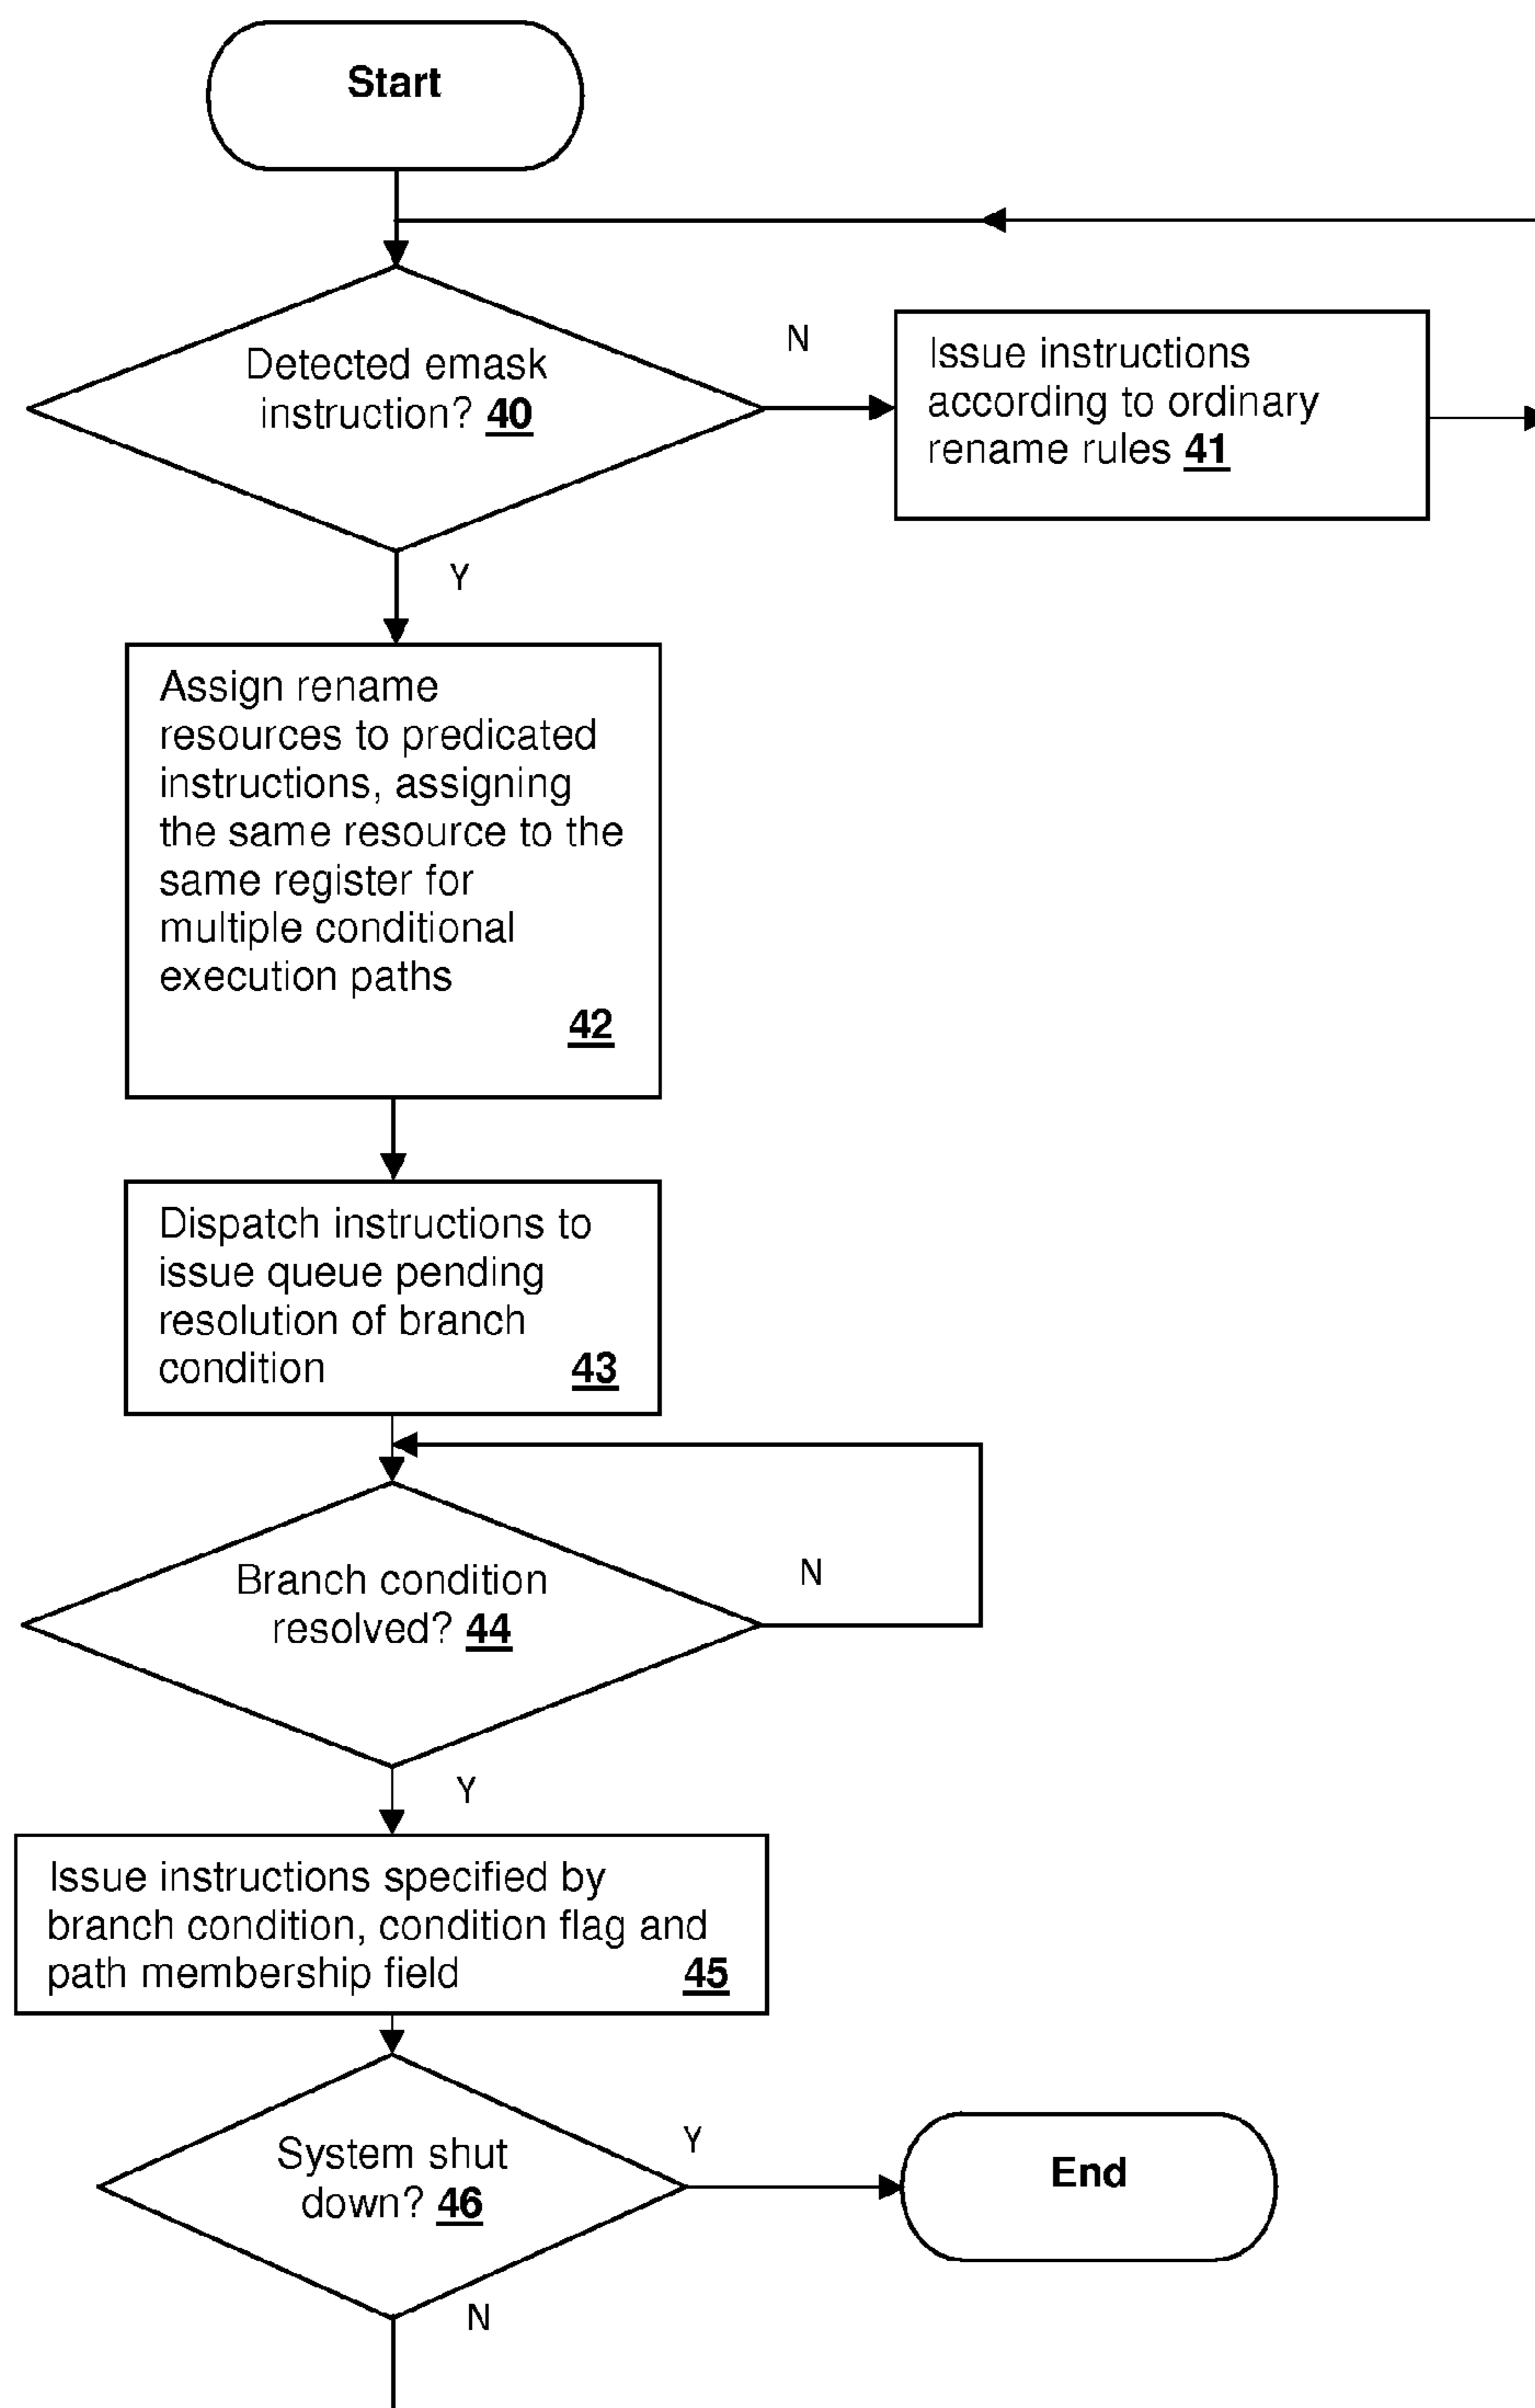 Start
Detected emask
instruction? 40
N
Issue instructions
according to ordinary
rename rules 41
Y
Assign rename
resources to predicated
instructions, assigning
the same resource to the
same register for
multiple conditional
execution paths
42
Dispatch instructions to
issue queue pending
resolution of branch
condition 43
Branch condition
resolved? 44
N
Y
Issue instructions specified by
branch condition, condition flag and
path membership field 45
System shut
down? 46
Y
End
N